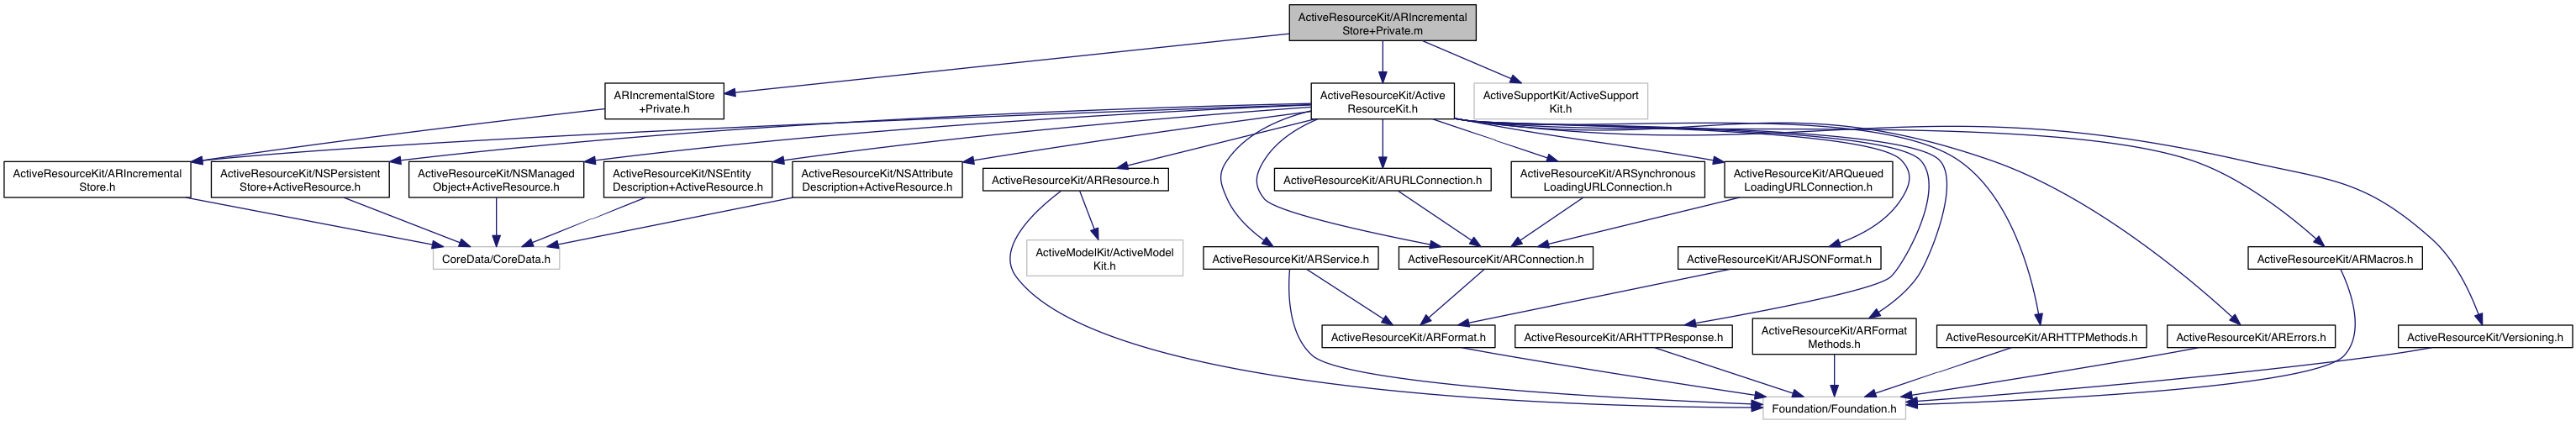 ActiveResourceKit/ARIncremental
Store+Private.m
ARIncrementalStore
+Private.h
ActiveResourceKit/Active
ResourceKit.h
ActiveSupportKit/ActiveSupport
Kit.h
ActiveResourceKit/ARIncremental
Store.h
ActiveResourceKit/NSPersistent
Store+ActiveResource.h
ActiveResourceKit/NSManaged
Object+ActiveResource.h
ActiveResourceKit/NSEntity
Description+ActiveResource.h
ActiveResourceKit/NSAttribute
Description+ActiveResource.h
ActiveResourceKit/ARResource.h
ActiveResourceKit/ARURLConnection.h
ActiveResourceKit/ARSynchronous
LoadingURLConnection.h
ActiveResourceKit/ARQueued
LoadingURLConnection.h
CoreData/CoreData.h
ActiveModelKit/ActiveModel
Kit.h
ActiveResourceKit/ARService.h
ActiveResourceKit/ARConnection.h
ActiveResourceKit/ARJSONFormat.h
ActiveResourceKit/ARMacros.h
ActiveResourceKit/ARFormat.h
ActiveResourceKit/ARHTTPResponse.h
ActiveResourceKit/ARFormat
Methods.h
ActiveResourceKit/ARHTTPMethods.h
ActiveResourceKit/ARErrors.h
ActiveResourceKit/Versioning.h
Foundation/Foundation.h